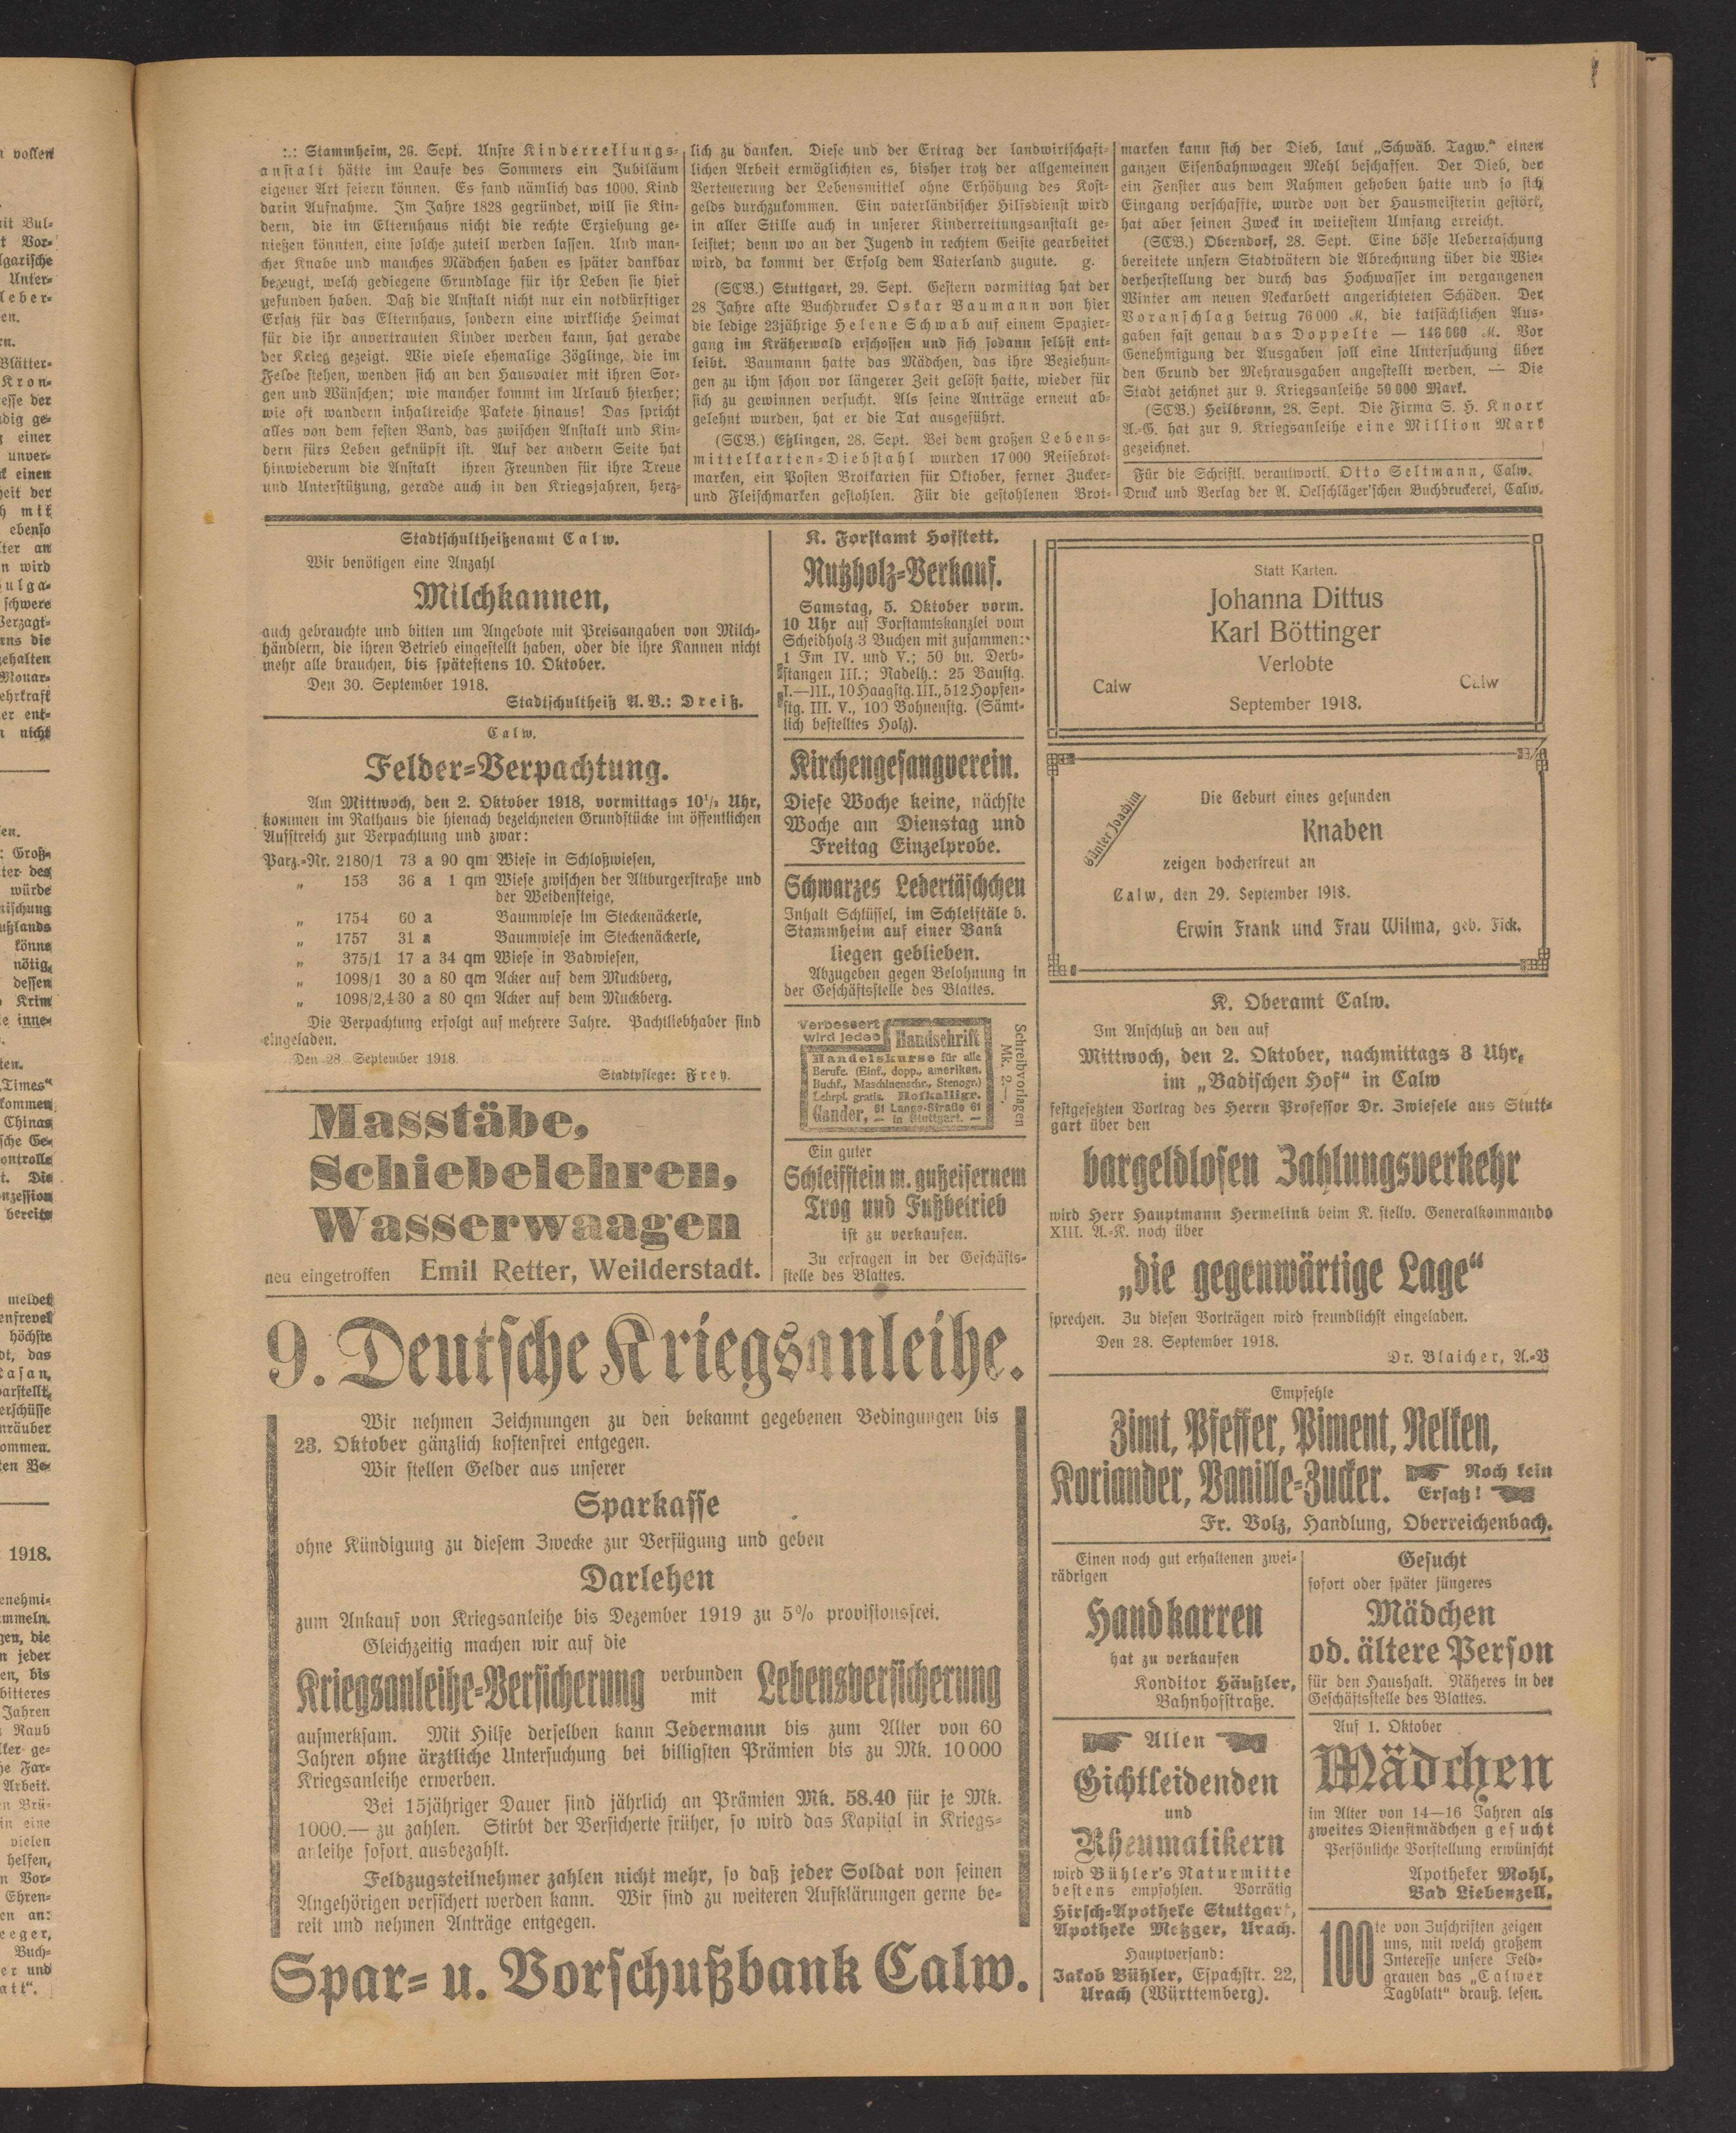 :.: Stammheim, 26. Sept. Unsre Kinderrettungs-
anstalt hätte im Laufe des Sommers ein Jubiläum
eigener Art feiern können. Es fand nämlich das 1000. Kind
darin Aufnahme. Im Jahre 1828 gegründet, will sie Kin-
dern, die im Elternhaus nicht die rechte Erziehung ge-
nießen könnten, eine solche zuteil werden lassen. Und man-
cher Knabe und manches Mädchen haben es später dankbar
bezeugt, welch gediegene Grundlage für ihr Leben sie hier
gefunden haben. Daß die Anstalt nicht nur ein notdürftiger
Ersatz für das Elternhaus, sondern eine wirkliche Heimat
für die ihr anvertrauten Kinder werden kann, hat gerade
der Krieg gezeigt. Wie viele ehemalige Zöglinge, die im
Felde stehen, wenden sich an den Hausvater mit ihren Sor-
gen und Wünschen; wie mancher kommt im Urlaub hierher;
wie oft wandern inhaltreiche Pakete hinaus! Das spricht
alles von dem festen Band, das zwischen Anstalt und Kin-
dern fürs Leben geknüpft ist. Auf der andern Seite hat
hinwiederum die Anstalt ihren Freunden für ihre Treue
und Unterstützung, gerade auch in den Kriegsjahren, herz-
lich zu danken. Diese und der Ertrag der landwirtschaft-
lichen Arbeit ermöglichten es, bisher trotz der allgemeinen
Verteuerung der Lebensmittel ohne Erhöhung des Kost-
gelds durchzukommen. Ein vaterländischer Hilfsdienst wird
in aller Stille auch in unserer Kinderrettungsanstalt ge-
leistet; denn wo an der Jugend in rechtem Geiste gearbeitet
wird, da kommt der Erfolg dem Vaterland zugute. g.
(SCB.) Stuttgart, 29. Sept. Gestern vormittag hat der
28 Jahre alte Buchdrucker Oskar Baumann von hier
die ledige 23jährige Helene Schwab auf einem Spazier-
gang im Kräherwald erschossen und sich sodann selbst ent-
leibt. Baumann hatte das Mädchen, das ihre Beziehun-
gen zu ihm schon vor längerer Zeit gelöst hatte, wieder für
sich zu gewinnen versucht. Als seine Anträge erneut ab-
gelehnt wurden, hat er die Tat ausgeführt.
(SCB.) Eßlingen, 28. Sept. Bei dem großen Lebens-
mittelkarten-Diebstahl wurden 17 000 Reisebrot-
marken, ein Posten Brotkarten für Oktober, ferner Zucker-
und Fleischmarken gestohlen. Für die gestohlenen Brot-
marken kann sich der Dieb, laut „Schwäb. Tagw.“ einen
ganzen Eisenbahnwagen Mehl beschaffen. Der Dieb, der
ein Fenster aus dem Rahmen gehoben hatte und so sich
Eingang verschaffte, wurde von der Hausmeisterin gestört,
hat aber seinen Zweck in weitestem Umfang erreicht.
(SCB.) Oberndorf, 28. Sept. Eine böse Ueberraschung
bereitete unsern Stadtvätern die Abrechnung über die Wie-
derherstellung der durch das Hochwasser im vergangenen
Winter am neuen Neckarbett angerichteten Schäden. Der
Voranschlag betrug 76 000 M, die tatsächlichen Aus-
gaben fast genau das Doppelte — 146 000 M. Vor
Genehmigung der Ausgaben soll eine Untersuchung über
den Grund der Mehrausgaben angestellt werden. — Die
Stadt zeichnet zur 9. Kriegsanleihe 50 000 Mark.
(SCB.) Heilbronn, 28. Sept. Die Firma S. H. Knorr
A.-G. hat zur 9. Kriegsanleihe eine Million Mark
gezeichnet.
Für die Schriftl. verantwortl. Otto Seltmann, Calw.
Druck und Verlag der A. Oelschläger'schen Buchdruckerei, Calw.
Stadtschultheißenamt Calw.
Wir benötigen eine Anzahl
Milchkannen,
auch gebrauchte und bitten um Angebote mit Preisangaben von Milch-
händlern, die ihren Betrieb eingestellt haben, oder die ihre Kannen nicht
mehr alle brauchen, bis spätestens 10. Oktober.
Den 30. September 1918.
Stadtschultheiß A.V.: Dreiß.
Calw.
Felder-Verpachtung.
Am Mittwoch, den 2. Oktober 1918, vormittags 10½ Uhr,
kommen im Rathaus die hienach bezeichneten Grundstücke im öffentlichen
Aufstreich zur Verpachtung und zwar:
Parz.-Nr. 2180/1 73 a 90 qm Wiese in Schloßwiesen,
„ 153 36 a 1 qm Wiese zwischen der Altburgerstraße und
der Weidensteige,
„ 1754 60 a Baumwiese im Steckenäckerle,
„ 1757 31 a Baumwiese im Steckenäckerle,
„ 375/1 17 a 34 qm Wiese in Badwiesen,
„ 1098/1 30 a 80 qm Acker auf dem Muckberg,
„ 1098/2,4 30 a 80 qm Acker auf dem Muckberg.
Die Verpachtung erfolgt auf mehrere Jahre. Pachtliebhaber sind
eingeladen.
Den 28. September 1918.
Stadtpflege: Frey.
Masstäbe,
Schiebelehren,
Wasserwaagen
neu eingetroffen Emil Retter, Weilderstadt.
K. Forstamt Hofstett.
Nutzholz-Verkauf.
Samstag, 5. Oktober vorm.
10 Uhr auf Forstamtskanzlei vom
Scheidholz 3 Buchen mit zusammen:
1 Fm IV. und V.; 50 bu. Derb-
stangen III.; Nadelh.: 25 Baustg.
I.—III., 10 Haagstg. III., 512 Hopfen-
stg. III. V., 100 Bohnenstg. (Sämt-
lich bestelltes Holz).
Kirchengesangverein.
Diese Woche keine, nächste
Woche am Dienstag und
Freitag Einzelprobe.
Schwarzes Ledertäschchen
Inhalt Schlüssel, im Schleiftäle b.
Stammheim auf einer Bank
liegen geblieben.
Abzugeben gegen Belohnung in
der Geschäftsstelle des Blattes.
Verbessert
wird jede Handschrift
Handelskurse für alle
Berufe. (Einf., dopp., amerikan.
Buchf., Maschinenschr., Stenogr.)
Lehrpl. gratis. Hofkalligr.
Gander, 61 Lange-Straße 61
— in Stuttgart. —
Schreibvorlagen
Mk. 2.—.
Ein guter
Schleifstein m. gußeisernem
Trog und Fußbetrieb
ist zu verkaufen.
Zu erfragen in der Geschäfts-
stelle des Blattes.
9. Deutsche Kriegsanleihe.
Wir nehmen Zeichnungen zu den bekannt gegebenen Bedingungen bis
23. Oktober gänzlich kostenfrei entgegen.
Wir stellen Gelder aus unserer
Sparkasse
ohne Kündigung zu diesem Zwecke zur Verfügung und geben
Darlehen
zum Ankauf von Kriegsanleihe bis Dezember 1919 zu 5% provisionsfrei.
Gleichzeitig machen wir auf die
Kriegsanleihe-Versicherung verbunden mit Lebensversicherung
aufmerksam. Mit Hilfe derselben kann Jedermann bis zum Alter von 60
Jahren ohne ärztliche Untersuchung bei billigsten Prämien bis zu Mk. 10 000
Kriegsanleihe erwerben.
Bei 15jähriger Dauer sind jährlich an Prämien Mk. 58.40 für je Mk.
1000.— zu zahlen. Stirbt der Versicherte früher, so wird das Kapital in Kriegs-
anleihe sofort ausbezahlt.
Feldzugsteilnehmer zahlen nicht mehr, so daß jeder Soldat von seinen
Angehörigen versichert werden kann. Wir sind zu weiteren Aufklärungen gerne be-
reit und nehmen Anträge entgegen.
Spar- u. Vorschußbank Calw.
Statt Karten.
Johanna Dittus
Karl Böttinger
Verlobte
Calw Calw
September 1918.
Günter Joachim
Die Geburt eines gesunden
Knaben
zeigen hocherfreut an
Calw, den 29. September 1918.
Erwin Frank und Frau Wilma, geb. Fick.
K. Oberamt Calw.
Im Anschluß an den auf
Mittwoch, den 2. Oktober, nachmittags 3 Uhr,
im „Badischen Hof“ in Calw
festgesetzten Vortrag des Herrn Professor Dr. Zwiesele aus Stutt-
gart über den
bargeldlosen Zahlungsverkehr
wird Herr Hauptmann Hermelink beim K. stellv. Generalkommando
XIII. A.-K. noch über
„die gegenwärtige Lage“
sprechen. Zu diesen Vorträgen wird freundlichst eingeladen.
Den 28. September 1918.
Dr. Blaicher, A.-V
Empfehle
Zimt, Pfeffer, Piment, Nelken,
Koriander, Vanille-Zucker. Noch kein
Ersatz!
Fr. Volz, Handlung, Oberreichenbach.
Einen noch gut erhaltenen zwei-
rädrigen
Handkarren
hat zu verkaufen
Konditor Häußler,
Bahnhofstraße.
Allen
Gichtleidenden
und
Rheumatikern
wird Bühler's Naturmitte
bestens empfohlen. Vorrätig
Hirsch-Apotheke Stuttgart,
Apotheke Metzger, Urach.
Hauptversand:
Jakob Bühler, Espachstr. 22,
Urach (Württemberg).
Gesucht
sofort oder später jüngeres
Mädchen
od. ältere Person
für den Haushalt. Näheres in der
Geschäftsstelle des Blattes.
Auf 1. Oktober
Mädchen
im Alter von 14—16 Jahren als
zweites Dienstmädchen gesucht
Persönliche Vorstellung erwünscht
Apotheker Mohl,
Bad Liebenzell.
100te von Zuschriften zeigen
uns, mit welch großem
Interesse unsere Feld-
grauen das „Calwer
Tagblatt“ drauß. lesen.